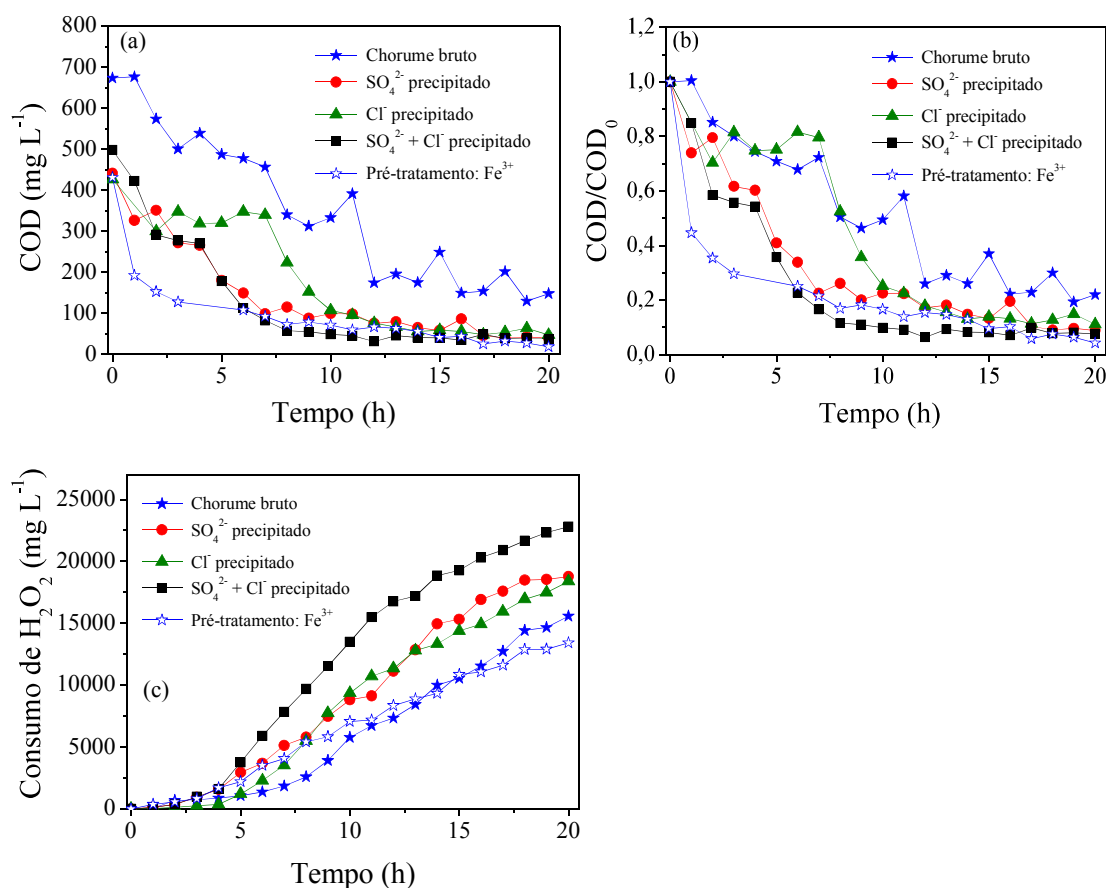 (a)
Chorume bruto
SO₄²⁻ precipitado
Cl⁻ precipitado
SO₄²⁻ + Cl⁻ precipitado
Pré-tratamento: Fe³⁺
COD (mg L⁻¹)
800
700
600
500
400
300
200
100
0
0 5 10 15 20
Tempo (h)
(b)
Chorume bruto
SO₄²⁻ precipitado
Cl⁻ precipitado
SO₄²⁻ + Cl⁻ precipitado
Pré-tratamento: Fe³⁺
COD/COD₀
1,2
1,0
0,8
0,6
0,4
0,2
0,0
0 5 10 15 20
Tempo (h)
Chorume bruto
SO₄²⁻ precipitado
Cl⁻ precipitado
SO₄²⁻ + Cl⁻ precipitado
Pré-tratamento: Fe³⁺
(c)
Consumo de H₂O₂ (mg L⁻¹)
25000
20000
15000
10000
5000
0
0 5 10 15 20
Tempo (h)